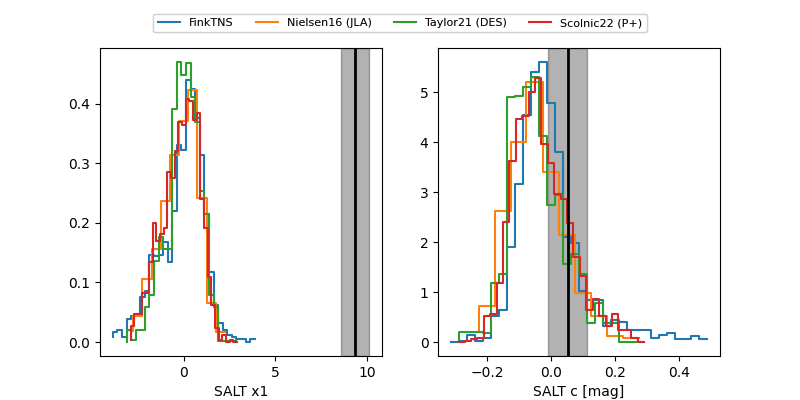 FinkTNS Nielsen16 (JLA) Taylor21 (DES) Scolnic22 (P+)
0.4
0.3
0.2
0.1
0.0
0 5 10
SALT x1
5
4
3
2
1
0
−0.2 0.0 0.2 0.4
SALT c [mag]